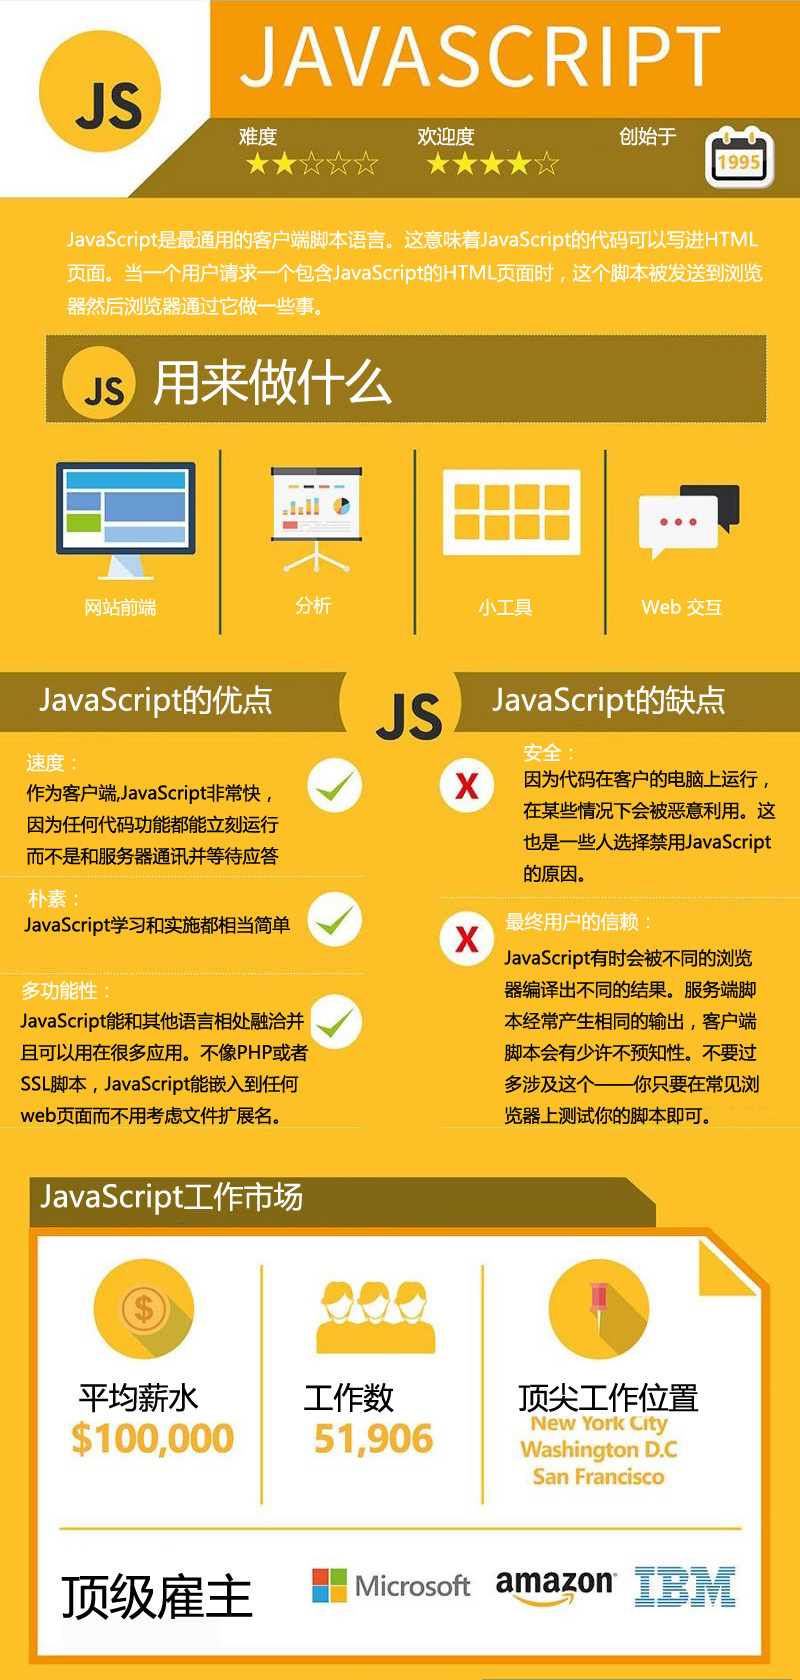 JS
JAVASCRIPT
难度
欢迎度
创始于
1995
JavaScript是最通用的客户端脚本语言。这意味着JavaScript的代码可以写进HTML
页面。当一个用户请求一个包含JavaScript的HTML页面时，这个脚本被发送到浏览
器然后浏览器通过它做一些事。
JS 用来做什么
网站前端
分析
小工具
Web 交互
JavaScript的优点
JS
JavaScript的缺点
速度：
作为客户端,JavaScript非常快，
因为任何代码功能都能立刻运行
而不是和服务器通讯并等待应答
朴素：
JavaScript学习和实施都相当简单
多功能性：
JavaScript能和其他语言相处融洽并
且可以用在很多应用。不像PHP或者
SSL脚本，JavaScript能嵌入到任何
web页面而不用考虑文件扩展名。
X
安全：
因为代码在客户的电脑上运行，
在某些情况下会被恶意利用。这
也是一些人选择禁用JavaScript
的原因。
X
最终用户的信赖：
JavaScript有时会被不同的浏览
器编译出不同的结果。服务端脚
本经常产生相同的输出，客户端
脚本会有少许不预知性。不要过
多涉及这个——你只要在常见浏
览器上测试你的脚本即可。
JavaScript工作市场
$
平均薪水
$100,000
工作数
51,906
顶尖工作位置
New York City
Washington D.C
San Francisco
顶级雇主
Microsoft
amazon
IBM